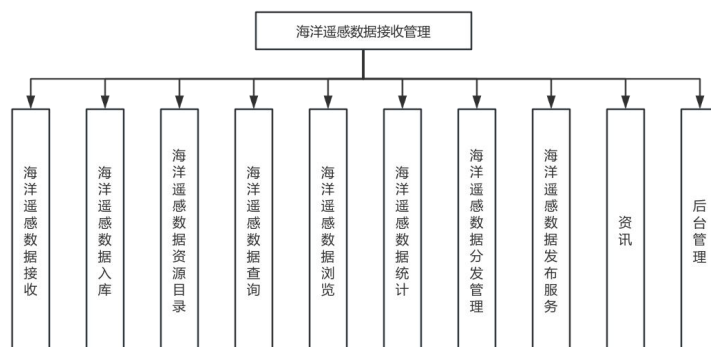 海洋遥感数据接收管理
海洋遥感数据接收
海洋遥感数据入库
海洋遥感数据资源目录
海洋遥感数据查询
海洋遥感数据浏览
海洋遥感数据统计
海洋遥感数据分发管理
海洋遥感数据发布服务
资讯
后台管理